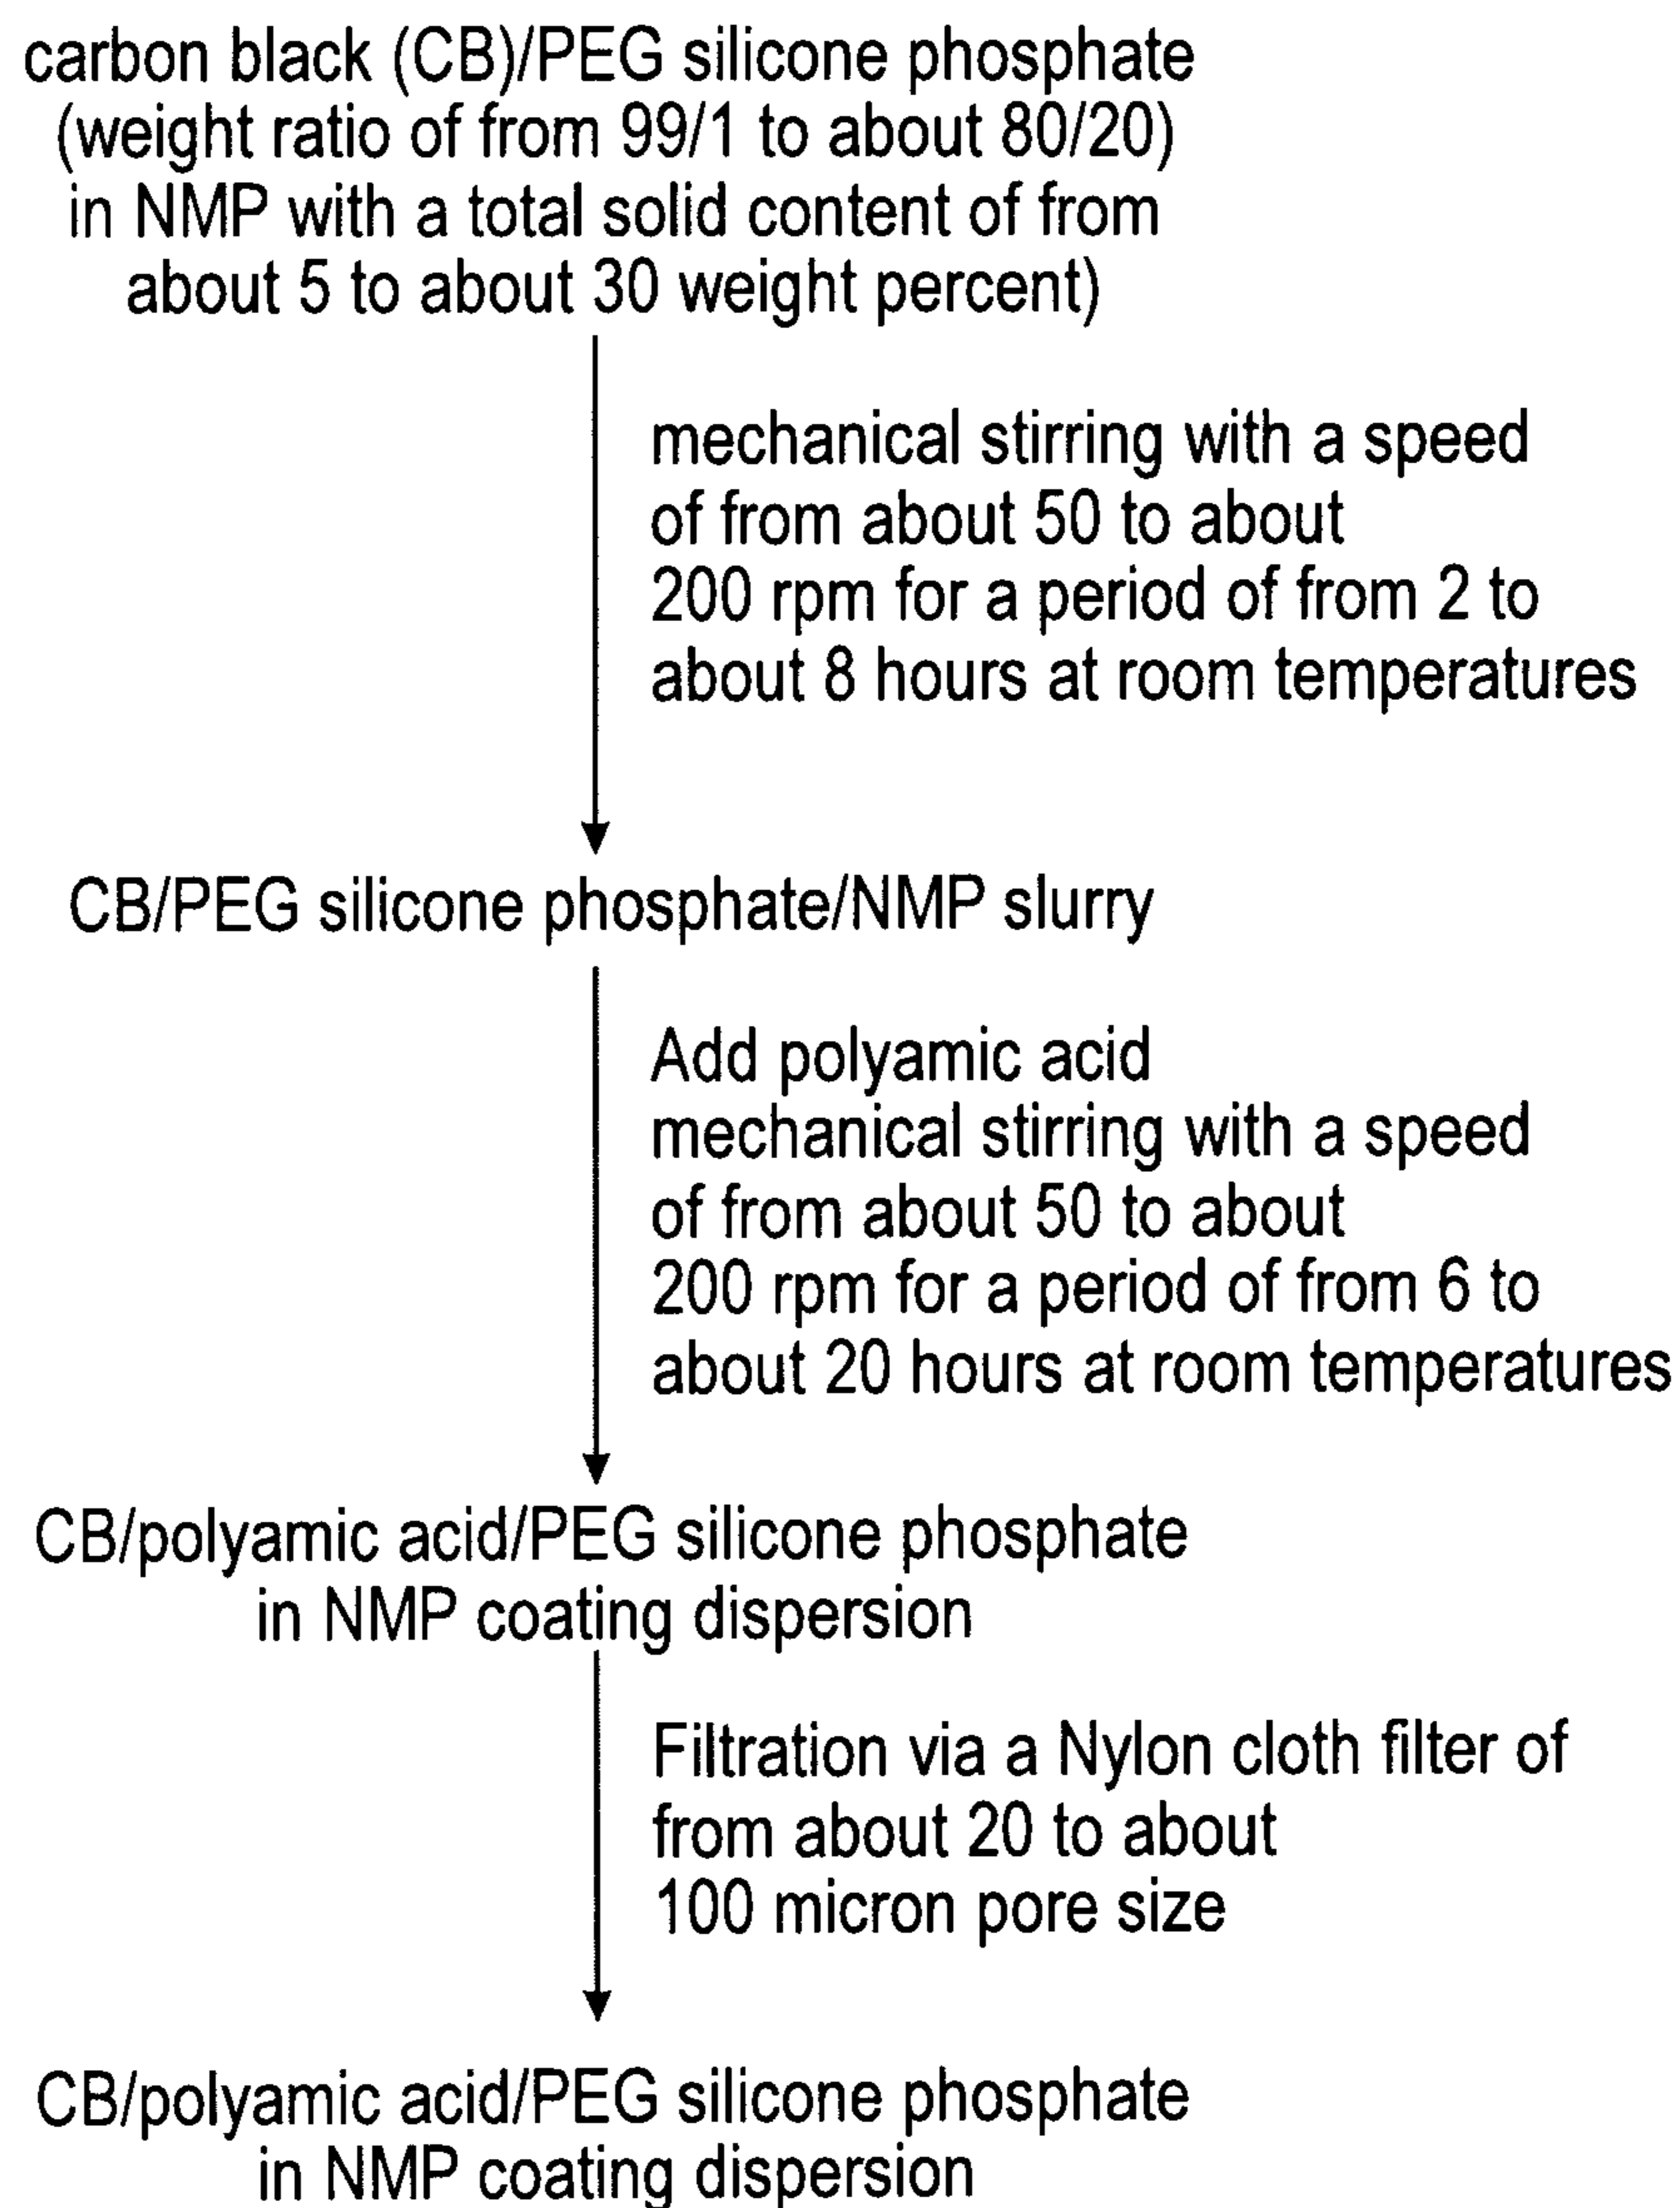 carbon black (CB)/PEG silicone phosphate
(weight ratio of from 99/1 to about 80/20)
in NMP with a total solid content of from
about 5 to about 30 weight percent)
mechanical stirring with a speed
of from about 50 to about
200 rpm for a period of from 2 to
about 8 hours at room temperatures
CB/PEG silicone phosphate/NMP slurry
Add polyamic acid
mechanical stirring with a speed
of from about 50 to about
200 rpm for a period of from 6 to
about 20 hours at room temperatures
CB/polyamic acid/PEG silicone phosphate
in NMP coating dispersion
Filtration via a Nylon cloth filter of
from about 20 to about
100 micron pore size
CB/polyamic acid/PEG silicone phosphate
in NMP coating dispersion